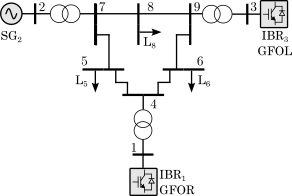 2 7 8 9 3
SG₂
L₈
IBR₃
GFOL
5 6
L₅ L₆
4
1
IBR₁
GFOR